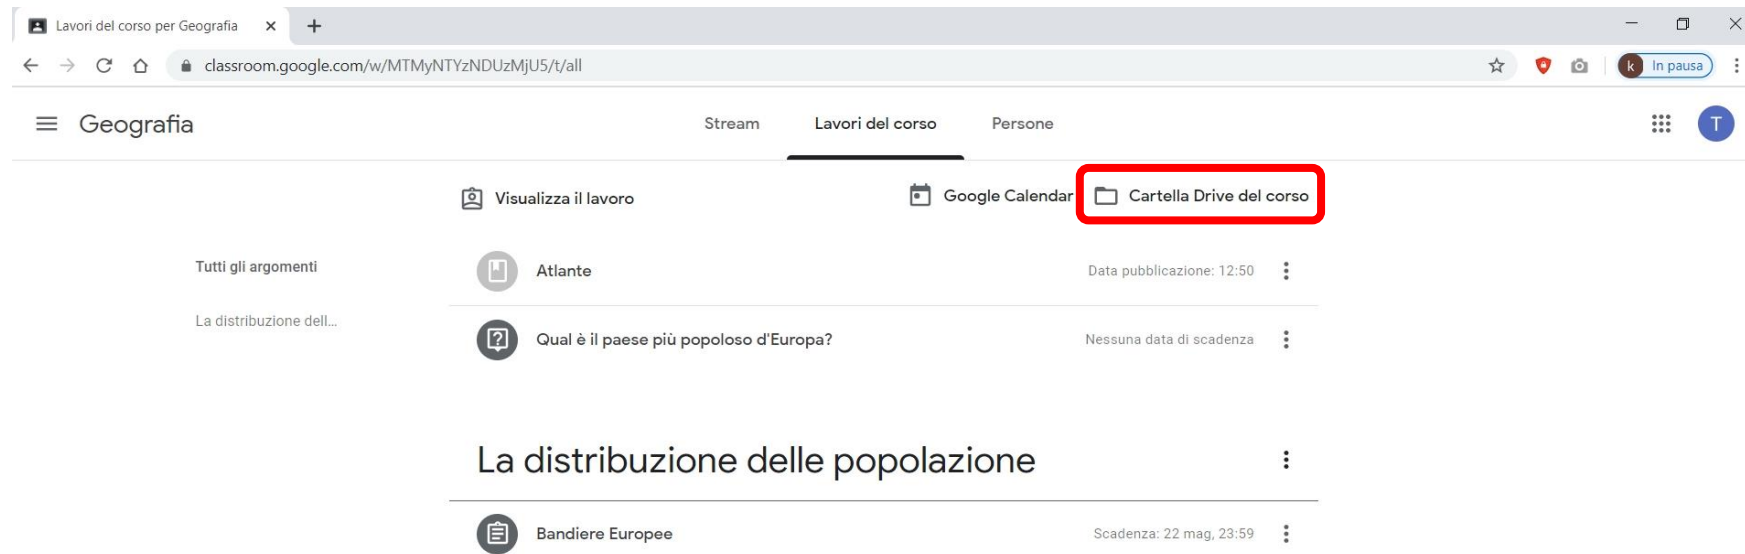 Lavori del corso per Geografia
classroom.google.com/w/MTMyNTYzNDUzMjU5/t/all
k In pausa
Geografia
Stream Lavori del corso Persone
T
Visualizza il lavoro
Google Calendar
Cartella Drive del corso
Tutti gli argomenti
La distribuzione dell...
Atlante
Data pubblicazione: 12:50
Qual è il paese più popoloso d'Europa?
Nessuna data di scadenza
La distribuzione delle popolazione
Bandiere Europee
Scadenza: 22 mag, 23:59